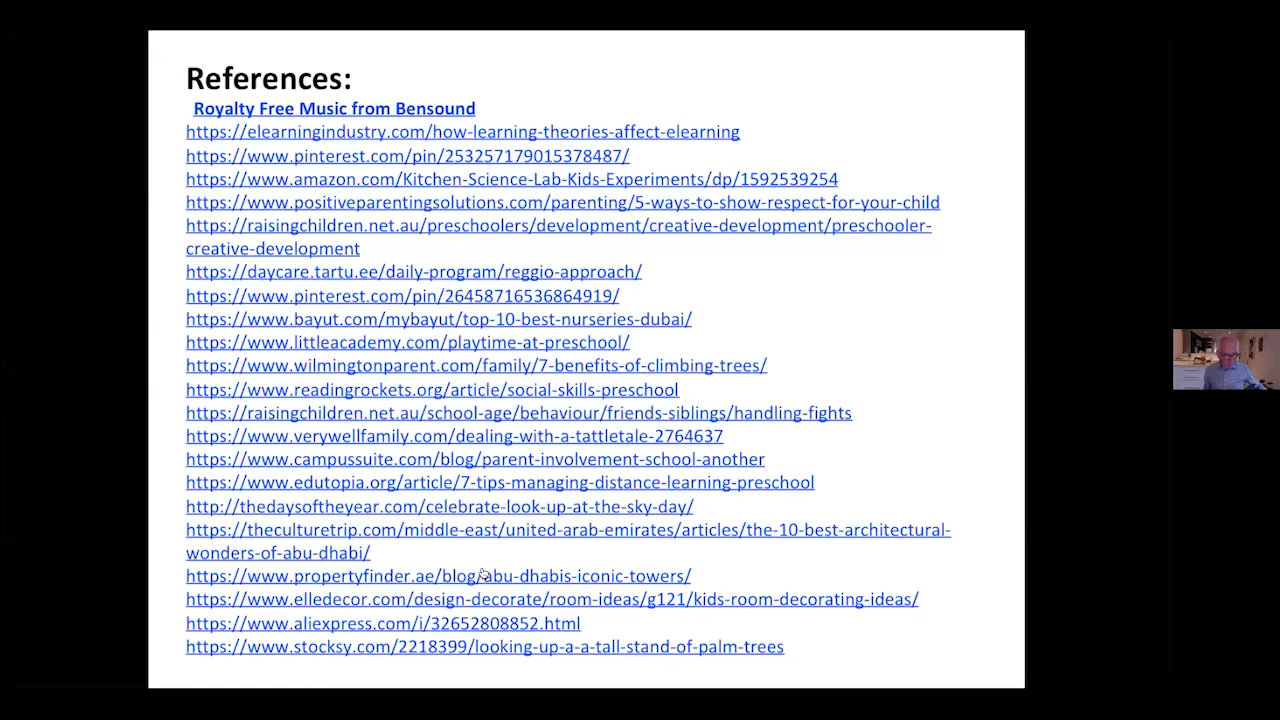 References:
Royalty Free Music from Bensound
https://elearningindustry.com/how-learning-theories-affect-elearning
https://www.pinterest.com/pin/253257179015378487/
https://www.amazon.com/Kitchen-Science-Lab-Kids-Experiments/dp/1592539254
https://www.positiveparentingsolutions.com/parenting/5-ways-to-show-respect-for-your-child
https://raisingchildren.net.au/preschoolers/development/creative-development/preschooler-
creative-development
https://daycare.tartu.ee/daily-program/reggio-approach/
https://www.pinterest.com/pin/26458716536864919/
https://www.bayut.com/mybayut/top-10-best-nurseries-dubai/
https://www.littleacademy.com/playtime-at-preschool/
https://www.wilmingtonparent.com/family/7-benefits-of-climbing-trees/
https://www.readingrockets.org/article/social-skills-preschool
https://raisingchildren.net.au/school-age/behaviour/friends-siblings/handling-fights
https://www.verywellfamily.com/dealing-with-a-tattletale-2764637
https://www.campussuite.com/blog/parent-involvement-school-another
https://www.edutopia.org/article/7-tips-managing-distance-learning-preschool
http://thedaysoftheyear.com/celebrate-look-up-at-the-sky-day/
https://theculturetrip.com/middle-east/united-arab-emirates/articles/the-10-best-architectural-
wonders-of-abu-dhabi/
https://www.propertyfinder.ae/blog/abu-dhabis-iconic-towers/
https://www.elledecor.com/design-decorate/room-ideas/g121/kids-room-decorating-ideas/
https://www.aliexpress.com/i/32652808852.html
https://www.stocksy.com/2218399/looking-up-a-a-tall-stand-of-palm-trees